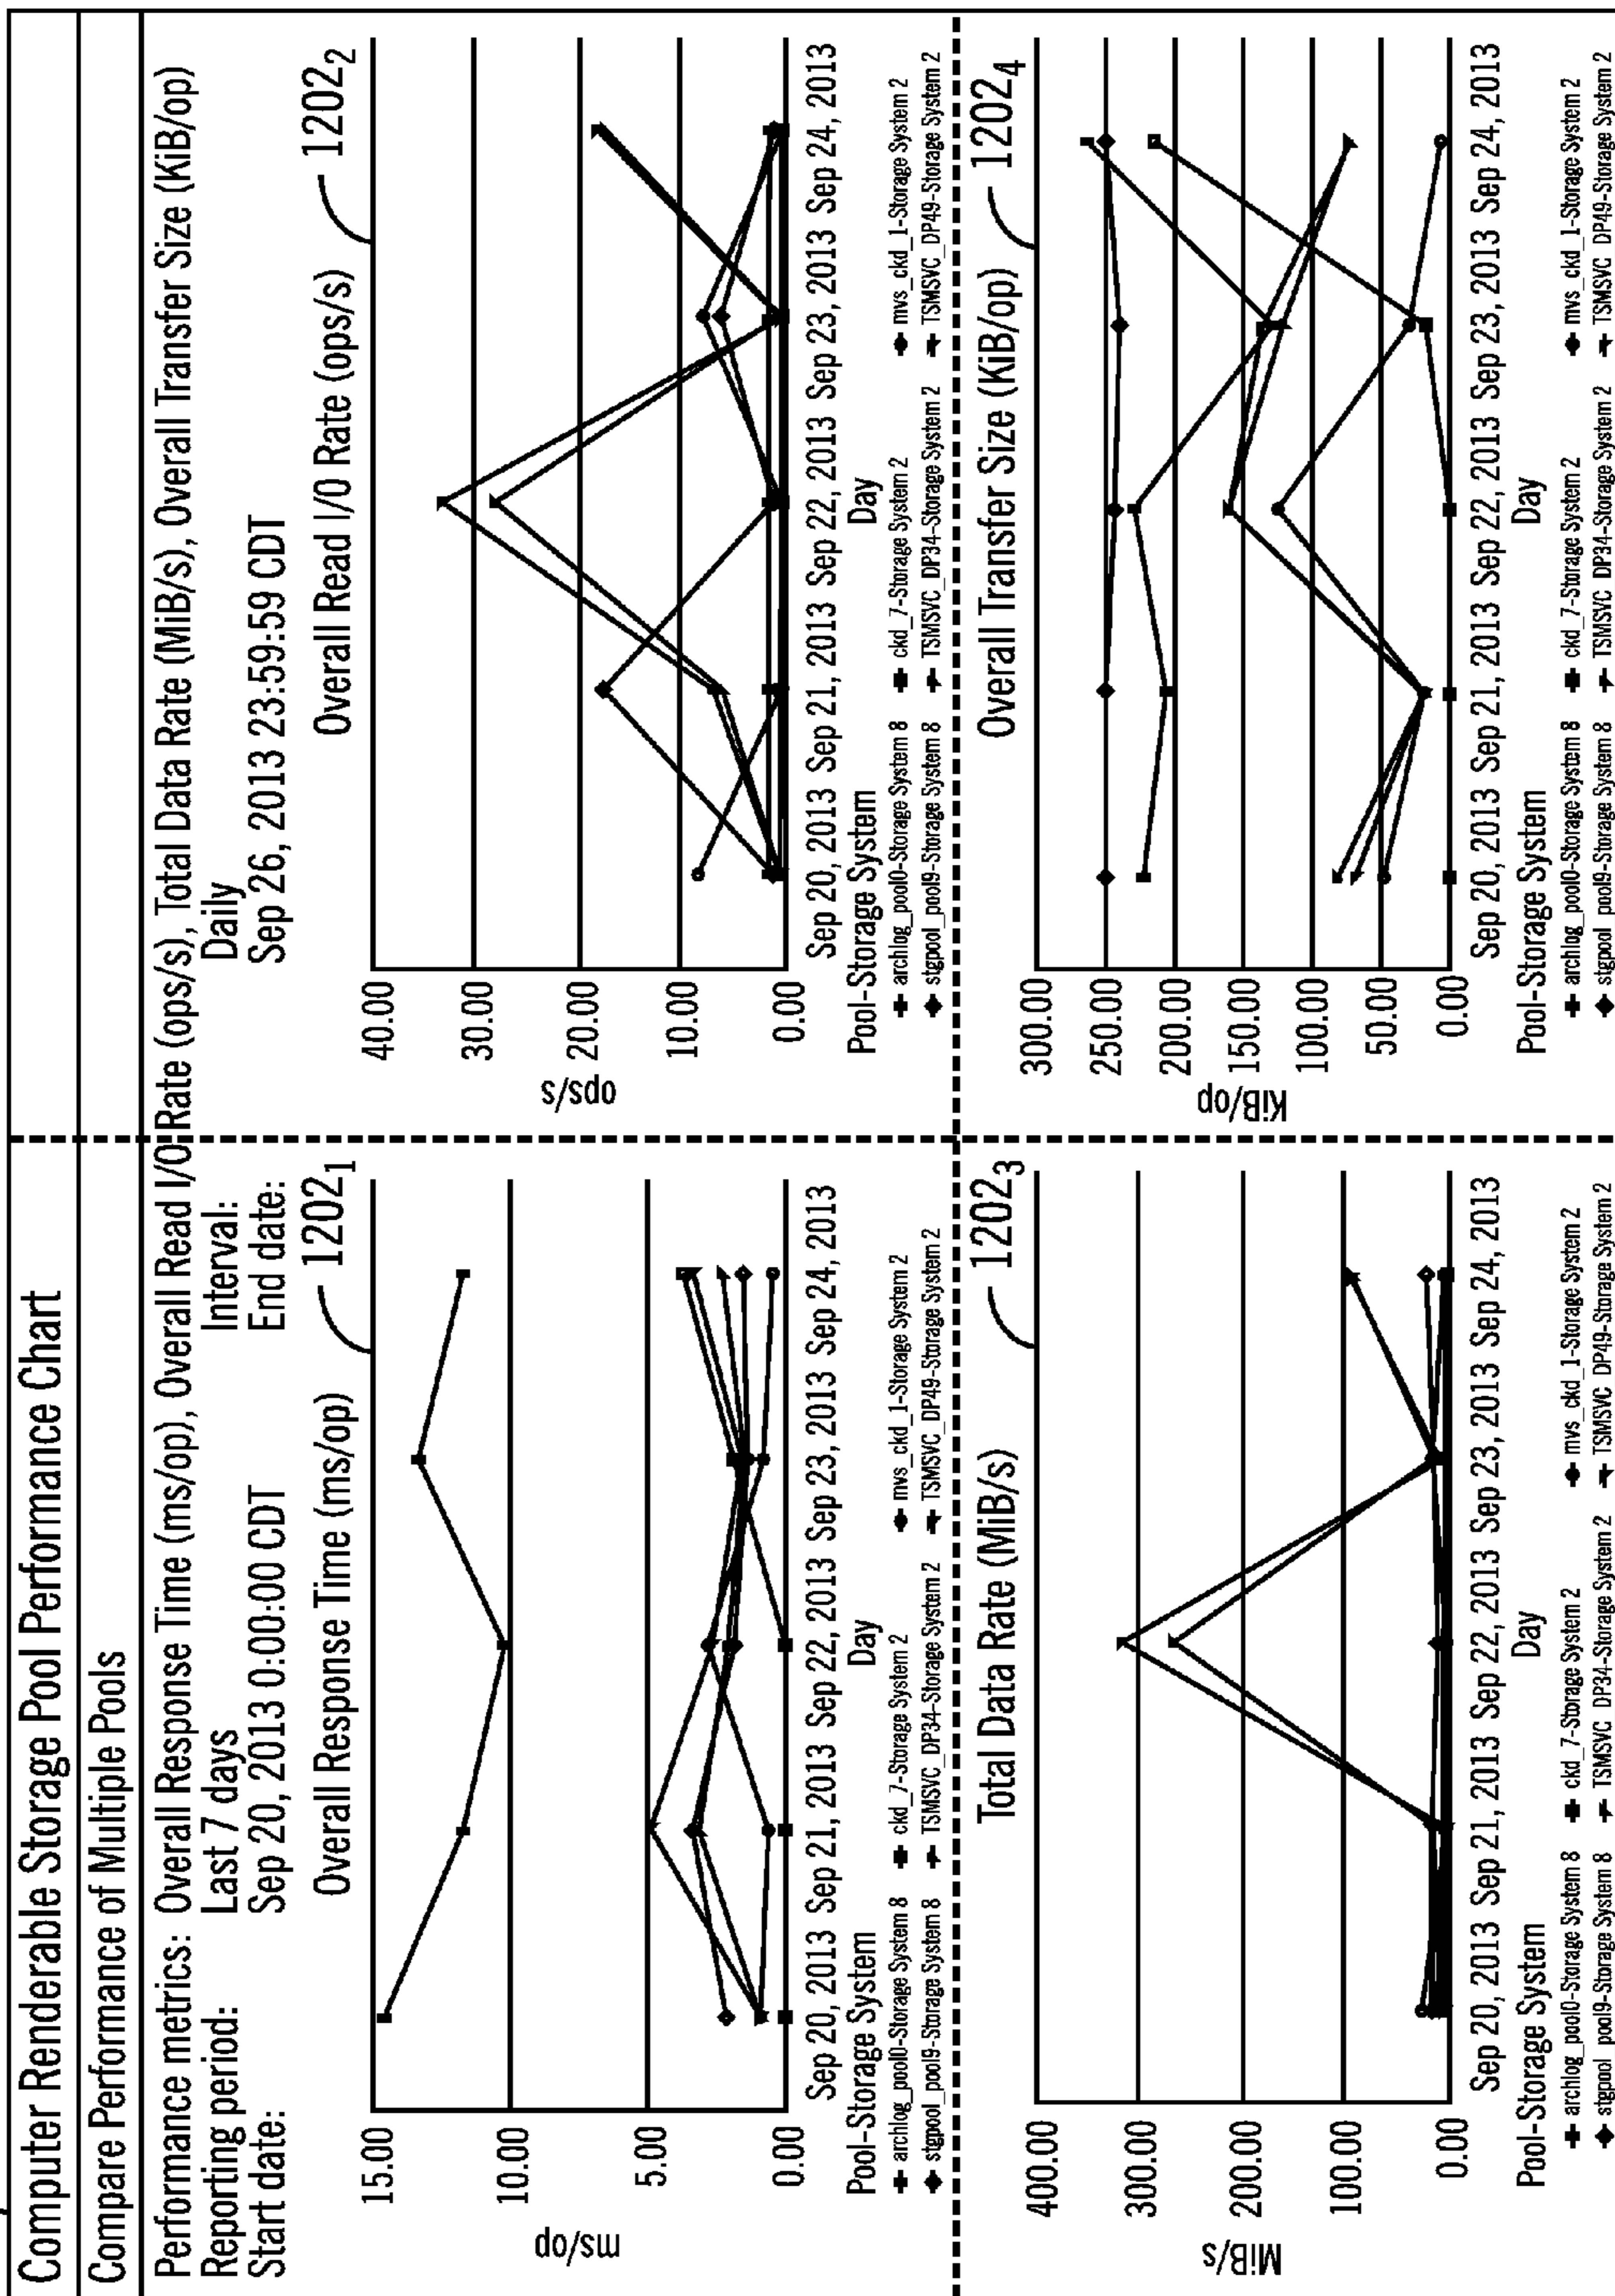 Computer Renderable Storage Pool Performance Chart
Compare Performance of Multiple Pools
Performance metrics: Overall Response Time (ms/op), Overall Read I/O Rate (ops/s), Total Data Rate (MiB/s), Overall Transfer Size (KiB/op)
Reporting period: Last 7 days Interval: Daily
Start date: Sep 20, 2013 0:00:00 CDT End date: Sep 26, 2013 23:59:59 CDT
Overall Response Time (ms/op)
1202₁
15.00
10.00
5.00
0.00
ms/op
Sep 20, 2013 Sep 21, 2013 Sep 22, 2013 Sep 23, 2013 Sep 24, 2013
Day
Pool-Storage System
archlog_pool0-Storage System 8 ckd_7-Storage System 2 mvs_ckd_1-Storage System 2
stgpool_pool9-Storage System 8 TSMSVC_DP34-Storage System 2 TSMSVC_DP49-Storage System 2
Overall Read I/O Rate (ops/s)
1202₂
40.00
30.00
20.00
10.00
0.00
ops/s
Sep 20, 2013 Sep 21, 2013 Sep 22, 2013 Sep 23, 2013 Sep 24, 2013
Day
Pool-Storage System
archlog_pool0-Storage System 8 ckd_7-Storage System 2 mvs_ckd_1-Storage System 2
stgpool_pool9-Storage System 8 TSMSVC_DP34-Storage System 2 TSMSVC_DP49-Storage System 2
Total Data Rate (MiB/s)
1202₃
400.00
300.00
200.00
100.00
0.00
MiB/s
Sep 20, 2013 Sep 21, 2013 Sep 22, 2013 Sep 23, 2013 Sep 24, 2013
Day
Pool-Storage System
archlog_pool0-Storage System 8 ckd_7-Storage System 2 mvs_ckd_1-Storage System 2
stgpool_pool9-Storage System 8 TSMSVC_DP34-Storage System 2 TSMSVC_DP49-Storage System 2
Overall Transfer Size (KiB/op)
1202₄
300.00
250.00
200.00
150.00
100.00
50.00
0.00
KiB/op
Sep 20, 2013 Sep 21, 2013 Sep 22, 2013 Sep 23, 2013 Sep 24, 2013
Day
Pool-Storage System
archlog_pool0-Storage System 8 ckd_7-Storage System 2 mvs_ckd_1-Storage System 2
stgpool_pool9-Storage System 8 TSMSVC_DP34-Storage System 2 TSMSVC_DP49-Storage System 2